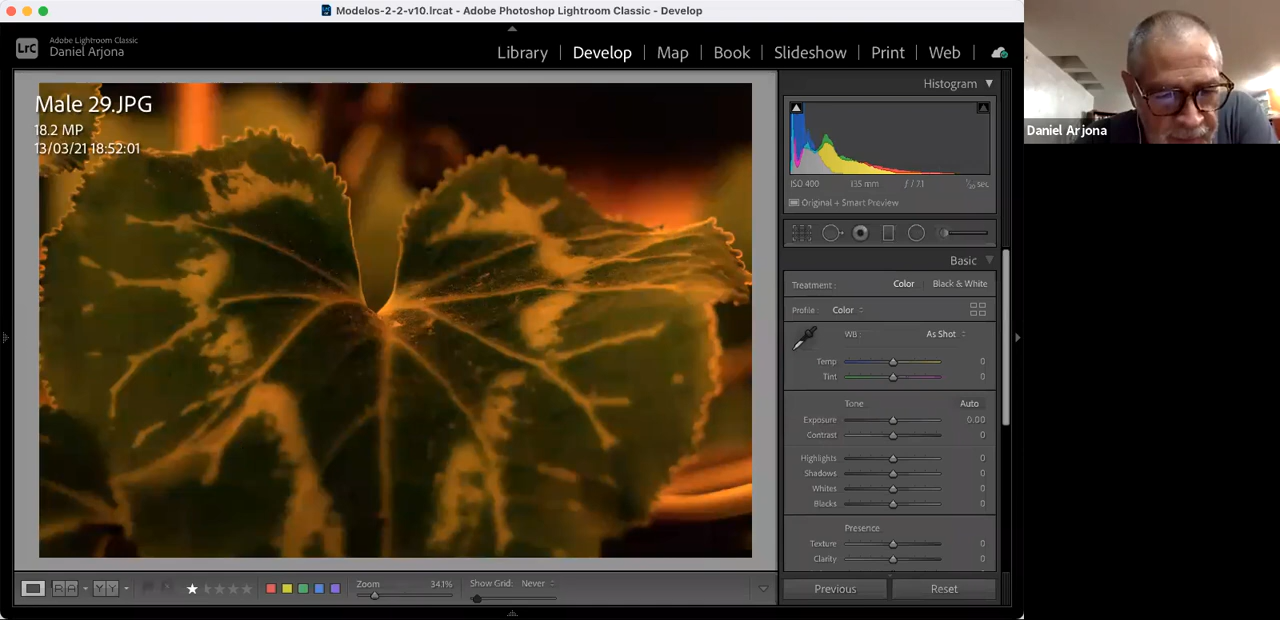 Modelos-2-2-v10.lrcat - Adobe Photoshop Lightroom Classic - Develop
LrC
Adobe Lightroom Classic
Daniel Arjona
Library | Develop | Map | Book | Slideshow | Print | Web |
Male 29.JPG
18.2 MP
13/03/21 18:52:01
Histogram
ISO 400 135 mm ƒ / 7.1 1/20 sec
Original + Smart Preview
Basic
Treatment : Color | Black & White
Profile : Color
WB : As Shot
Temp 0
Tint 0
Tone Auto
Exposure 0.00
Contrast 0
Highlights 0
Shadows 0
Whites 0
Blacks 0
Presence
Texture 0
Clarity 0
R A Y Y Zoom 34.1% Show Grid: Never
Previous Reset
Daniel Arjona